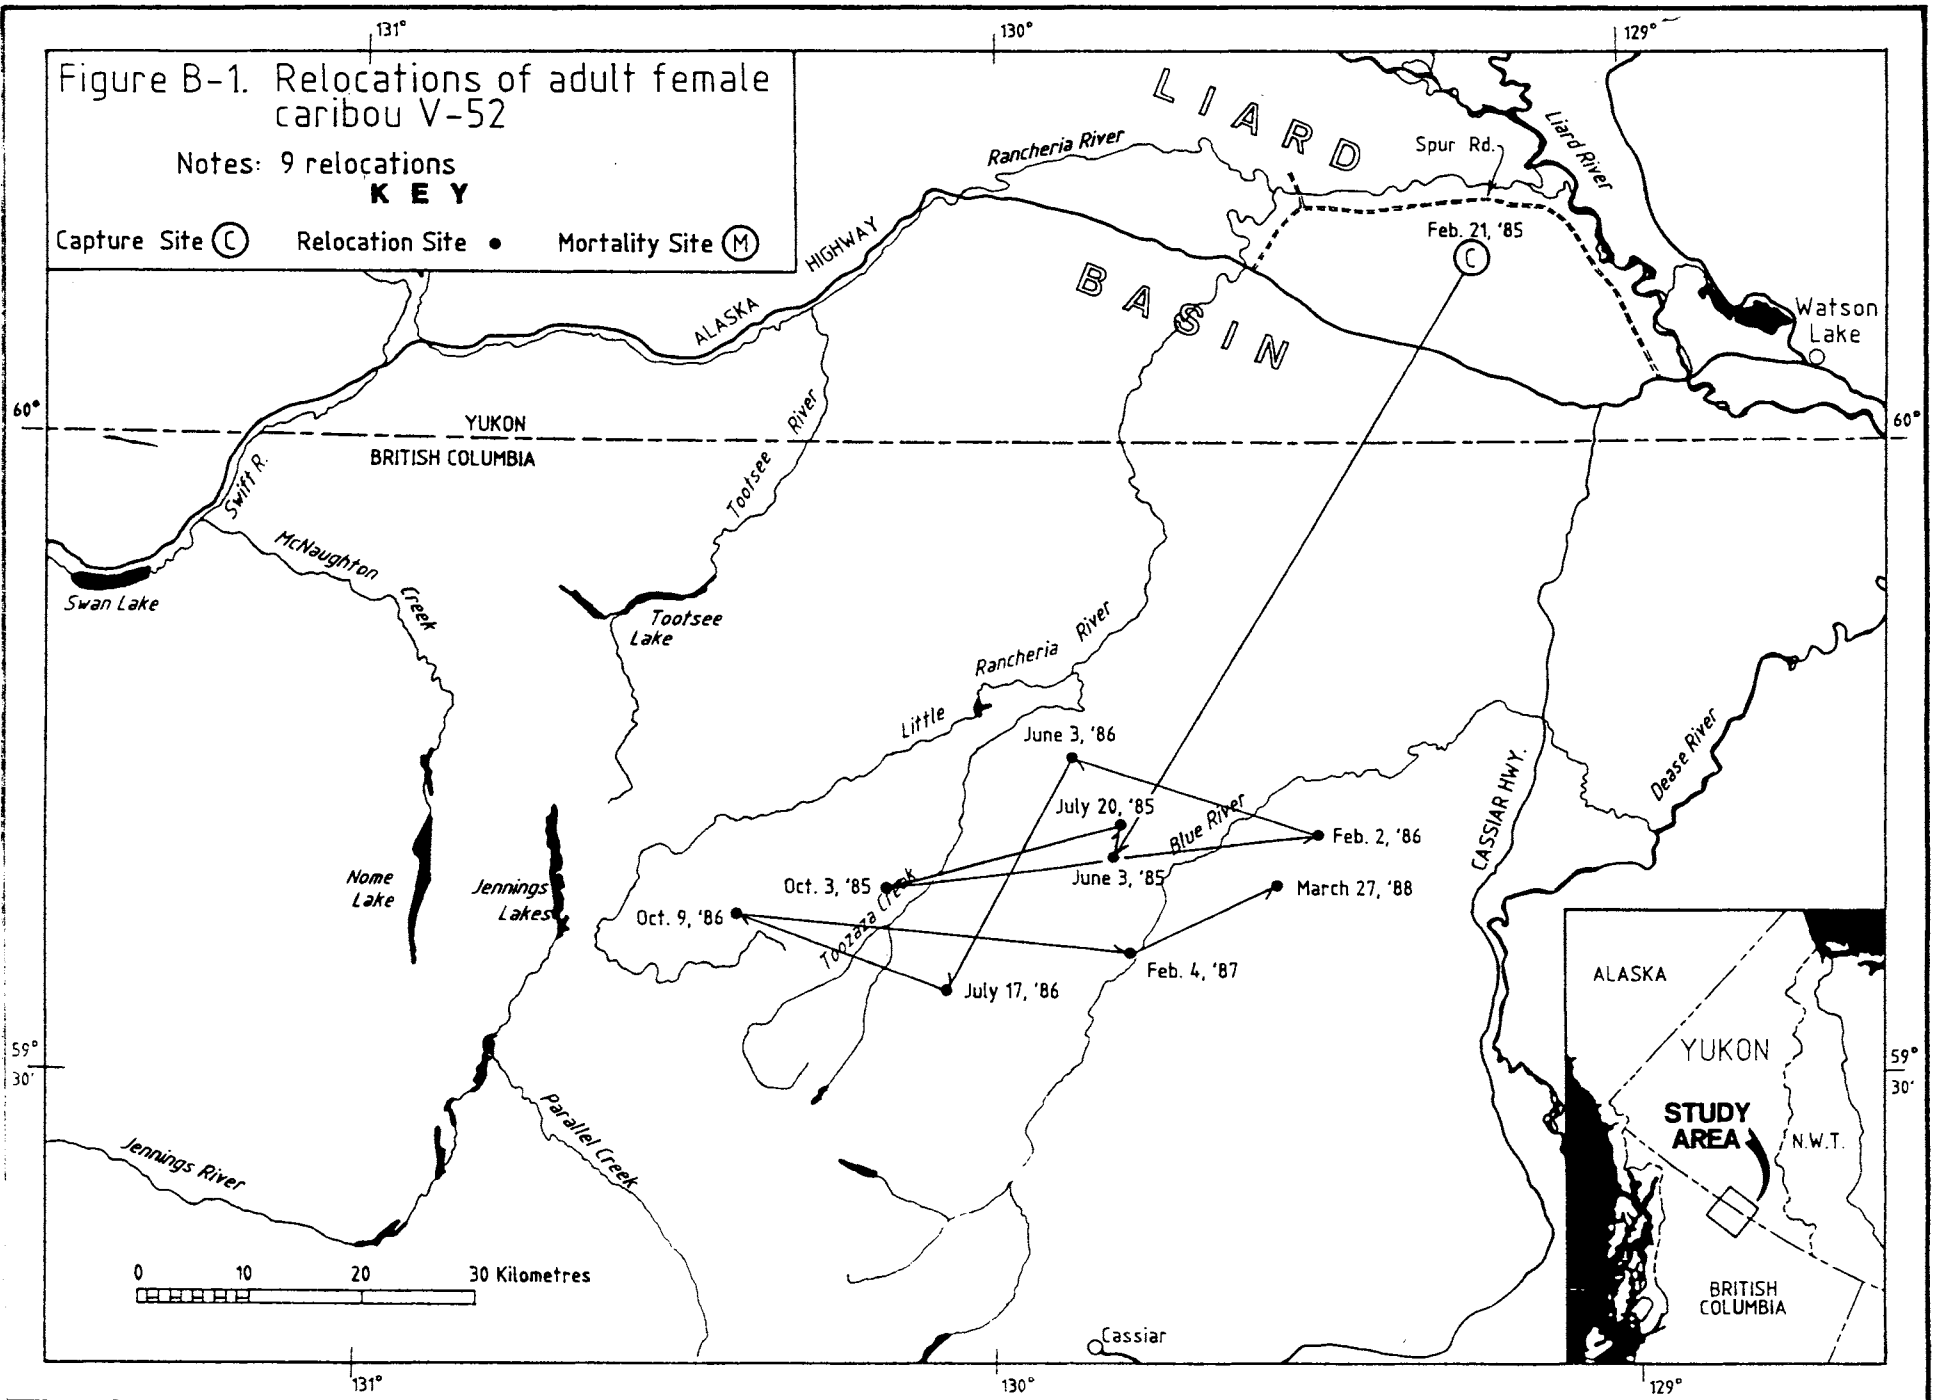 131°
130°
129°
Figure B-1. Relocations of adult female
caribou V-52
Notes: 9 relocations
KEY
Capture Site C
Relocation Site
Mortality Site M
LIARD
BASIN
Rancheria River
Spur Rd.
Liard River
Feb. 21, '85
C
Watson
Lake
ALASKA HIGHWAY
60°
60°
YUKON
BRITISH COLUMBIA
Swift R.
Tootsee River
McNaughton Creek
Swan Lake
Tootsee
Lake
Little Rancheria River
June 3, '86
July 20, '85
Blue River
Feb. 2, '86
CASSIAR HWY.
Dease River
June 3, '85
Oct. 3, '85
March 27, '88
Nome
Lake
Jennings
Lakes
Oct. 9, '86
Toozaza Creek
Feb. 4, '87
July 17, '86
59°
30'
59°
30'
Parallel Creek
Jennings River
0 10 20 30 Kilometres
Cassiar
ALASKA
YUKON
STUDY
AREA
N.W.T.
BRITISH
COLUMBIA
131°
130°
129°